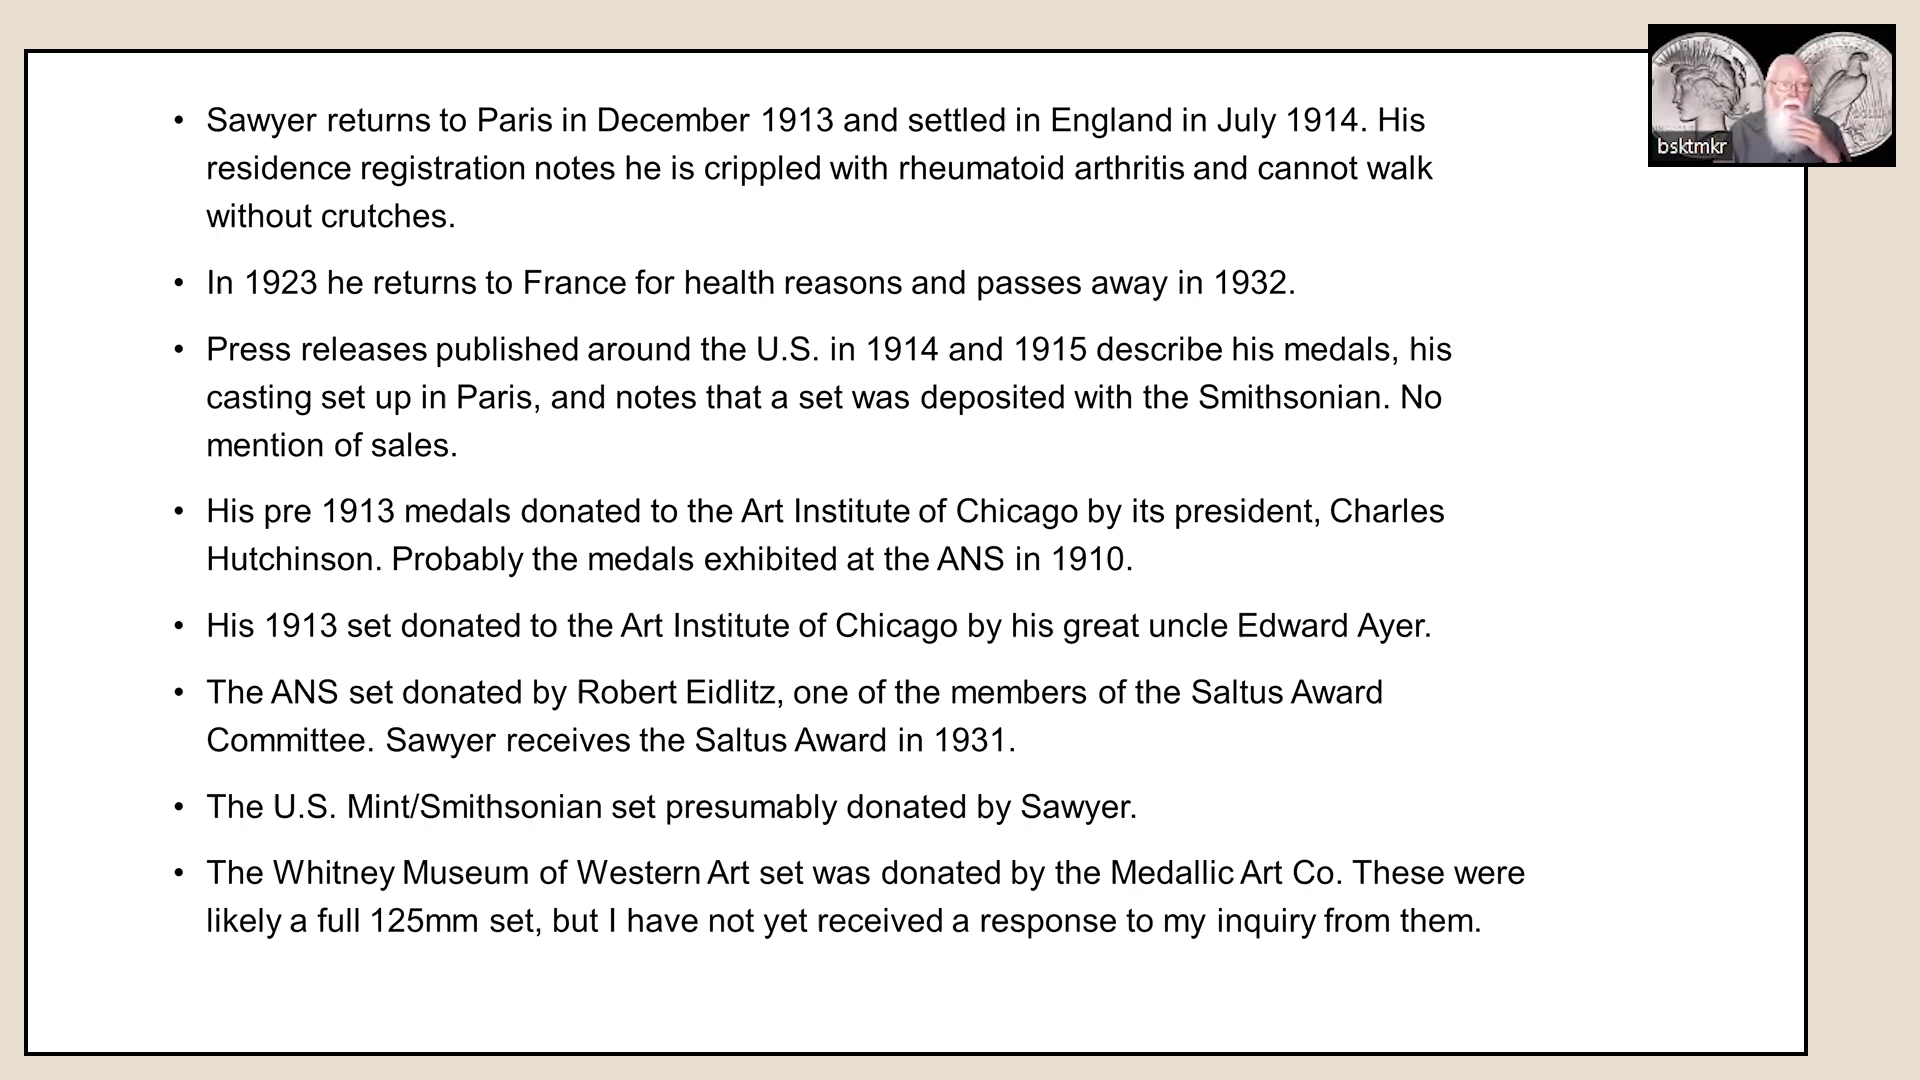 • Sawyer returns to Paris in December 1913 and settled in England in July 1914. His
residence registration notes he is crippled with rheumatoid arthritis and cannot walk
without crutches.
• In 1923 he returns to France for health reasons and passes away in 1932.
• Press releases published around the U.S. in 1914 and 1915 describe his medals, his
casting set up in Paris, and notes that a set was deposited with the Smithsonian. No
mention of sales.
• His pre 1913 medals donated to the Art Institute of Chicago by its president, Charles
Hutchinson. Probably the medals exhibited at the ANS in 1910.
• His 1913 set donated to the Art Institute of Chicago by his great uncle Edward Ayer.
• The ANS set donated by Robert Eidlitz, one of the members of the Saltus Award
Committee. Sawyer receives the Saltus Award in 1931.
• The U.S. Mint/Smithsonian set presumably donated by Sawyer.
• The Whitney Museum of Western Art set was donated by the Medallic Art Co. These were
likely a full 125mm set, but I have not yet received a response to my inquiry from them.
bsktmkr